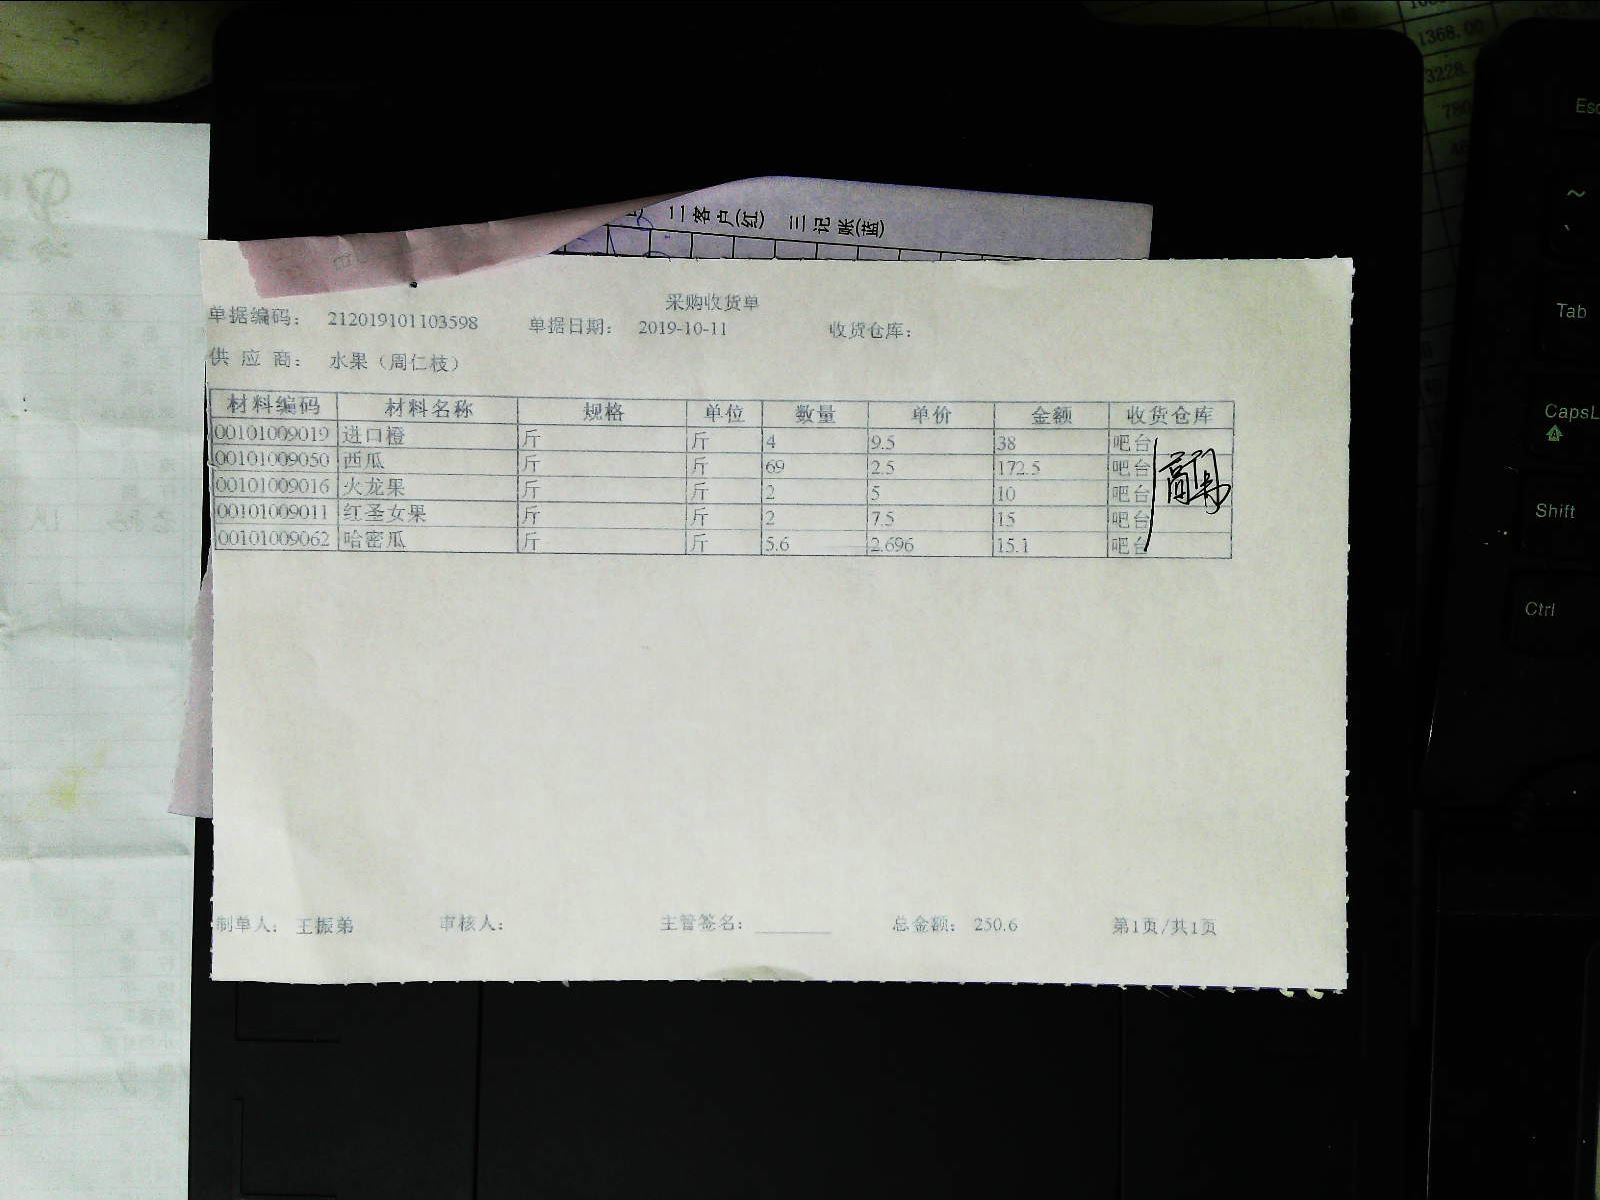 1368.00
3228.
780
二客户(红) 三记账(蓝)
采购收货单
单据编码: 212019101103598 单据日期: 2019-10-11 收货仓库:
供 应 商: 水果（周仁枝）
材料编码 材料名称 规格 单位 数量 单价 金额 收货仓库
00101009019 进口橙 斤 斤 4 9.5 38 吧台
00101009050 西瓜 斤 斤 69 2.5 172.5 吧台
00101009016 火龙果 斤 斤 2 5 10 吧台
00101009011 红圣女果 斤 斤 2 7.5 15 吧台
00101009062 哈密瓜 斤 斤 5.6 2.696 15.1 吧台
制单人: 王振弟 审核人: 主管签名: 总金额: 250.6 第1页/共1页
Esc
~
Tab
CapsL
Shift
Ctrl